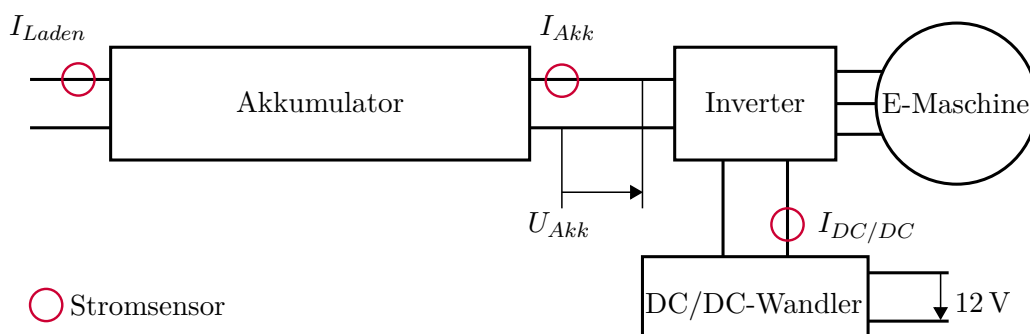 I_Laden
I_Akk
Akkumulator
Inverter
E-Maschine
U_Akk
I_DC/DC
Stromsensor
DC/DC-Wandler
12 V